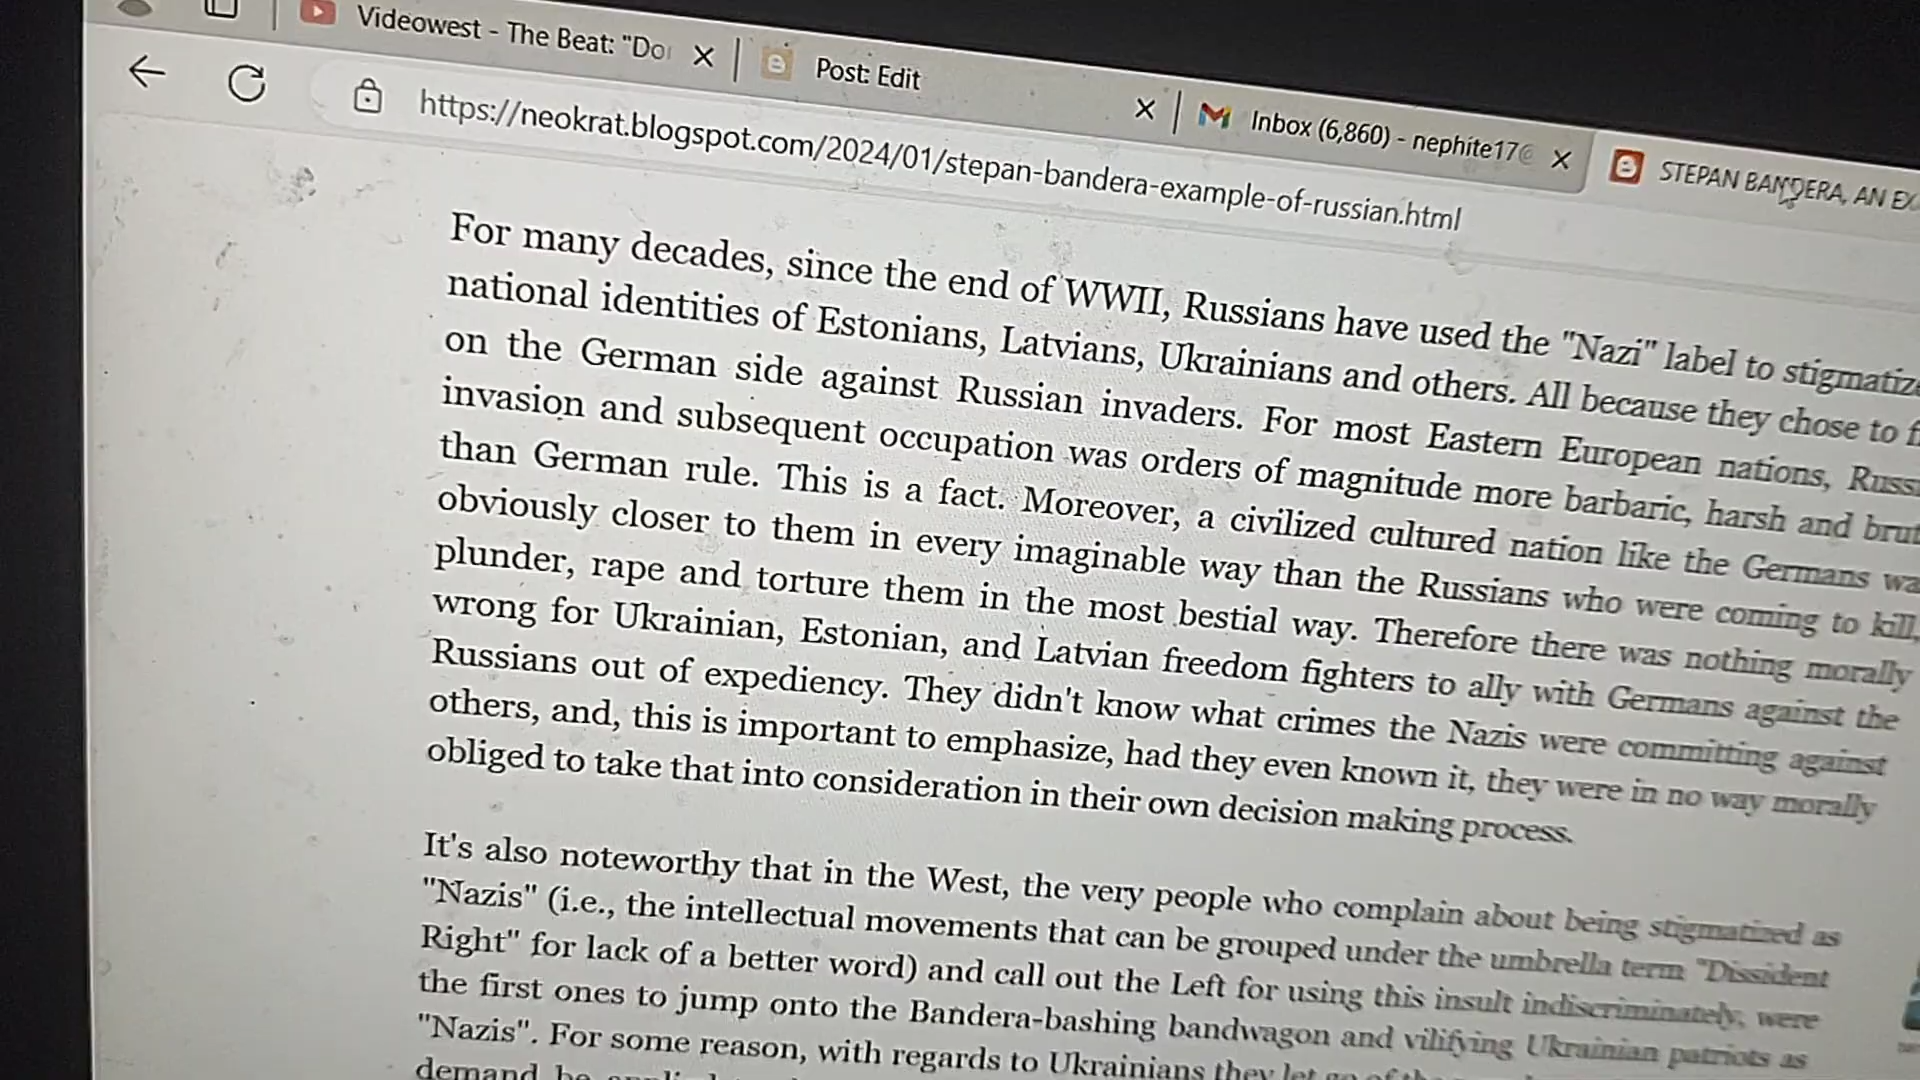 Videowest - The Beat: "Do
Post: Edit
Inbox (6,860) - nephite17@
STEPAN BANDERA, AN EX
https://neokrat.blogspot.com/2024/01/stepan-bandera-example-of-russian.html
For many decades, since the end of WWII, Russians have used the "Nazi" label to stigmatize
national identities of Estonians, Latvians, Ukrainians and others. All because they chose to f
on the German side against Russian invaders. For most Eastern European nations, Russi
invasion and subsequent occupation was orders of magnitude more barbaric, harsh and brut
than German rule. This is a fact. Moreover, a civilized cultured nation like the Germans wa
obviously closer to them in every imaginable way than the Russians who were coming to kill,
plunder, rape and torture them in the most bestial way. Therefore there was nothing morally
wrong for Ukrainian, Estonian, and Latvian freedom fighters to ally with Germans against the
Russians out of expediency. They didn't know what crimes the Nazis were committing against
others, and, this is important to emphasize, had they even known it, they were in no way morally
obliged to take that into consideration in their own decision making process.
It's also noteworthy that in the West, the very people who complain about being stigmatized as
"Nazis" (i.e., the intellectual movements that can be grouped under the umbrella term "Dissident
Right" for lack of a better word) and call out the Left for using this insult indiscriminately, were
the first ones to jump onto the Bandera-bashing bandwagon and vilifying Ukrainian patriots as
"Nazis". For some reason, with regards to Ukrainians they let go of the
demand be